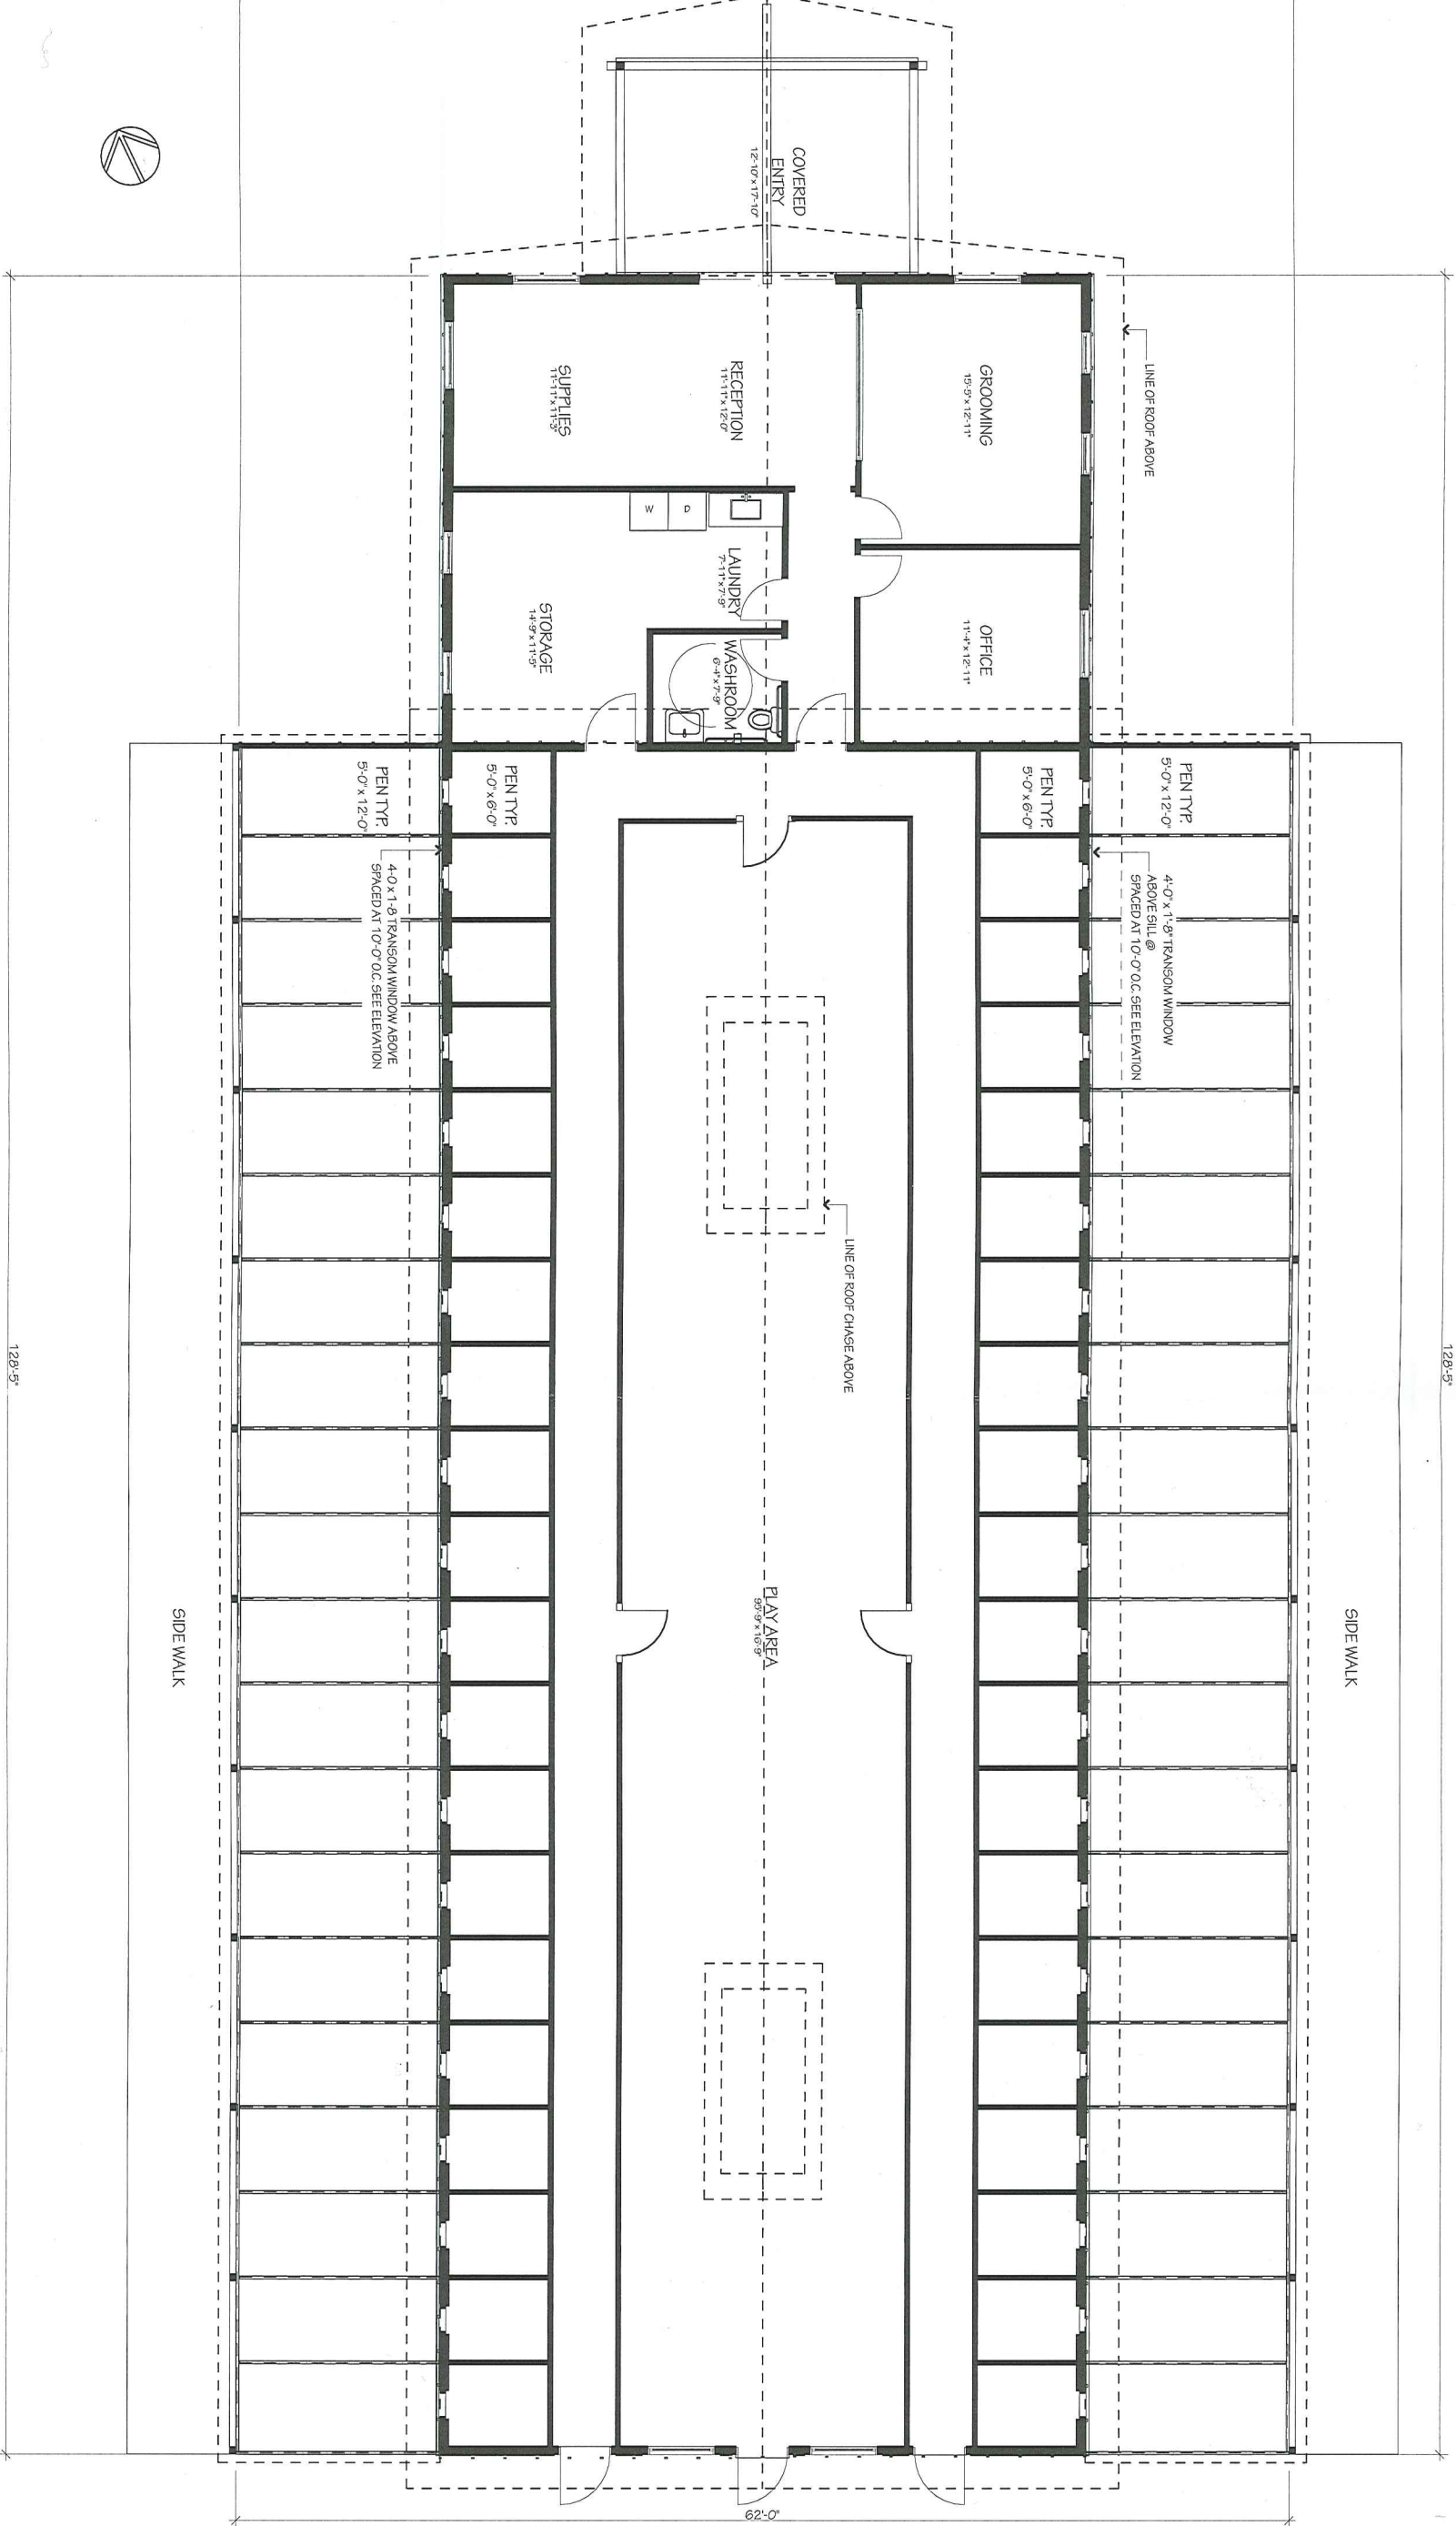 COVERED
ENTRY
12'-10" x 17'-10"
LINE OF ROOF ABOVE
GROOMING
15'-5" x 12'-11"
RECEPTION
11'-11" x 12'-0"
SUPPLIES
11'-11" x 11'-3"
W
D
LAUNDRY
7'-11" x 7'-9"
OFFICE
11'-4" x 12'-11"
STORAGE
14'-9" x 11'-5"
WASHROOM
6'-4" x 7'-9"
PEN TYP.
5'-0" x 12'-0"
PEN TYP.
5'-0" x 6'-0"
PEN TYP.
5'-0" x 6'-0"
PEN TYP.
5'-0" x 12'-0"
4'-0" x 1'-8" TRANSOM WINDOW
ABOVE SILL @
SPACED AT 10'-0" O.C. SEE ELEVATION
4-0 x 1-8 TRANSOM WINDOW ABOVE
SPACED AT 10'-0" O.C. SEE ELEVATION
LINE OF ROOF CHASE ABOVE
128'-5"
128'-5"
PLAY AREA
SIDE WALK
SIDE WALK
62'-0"